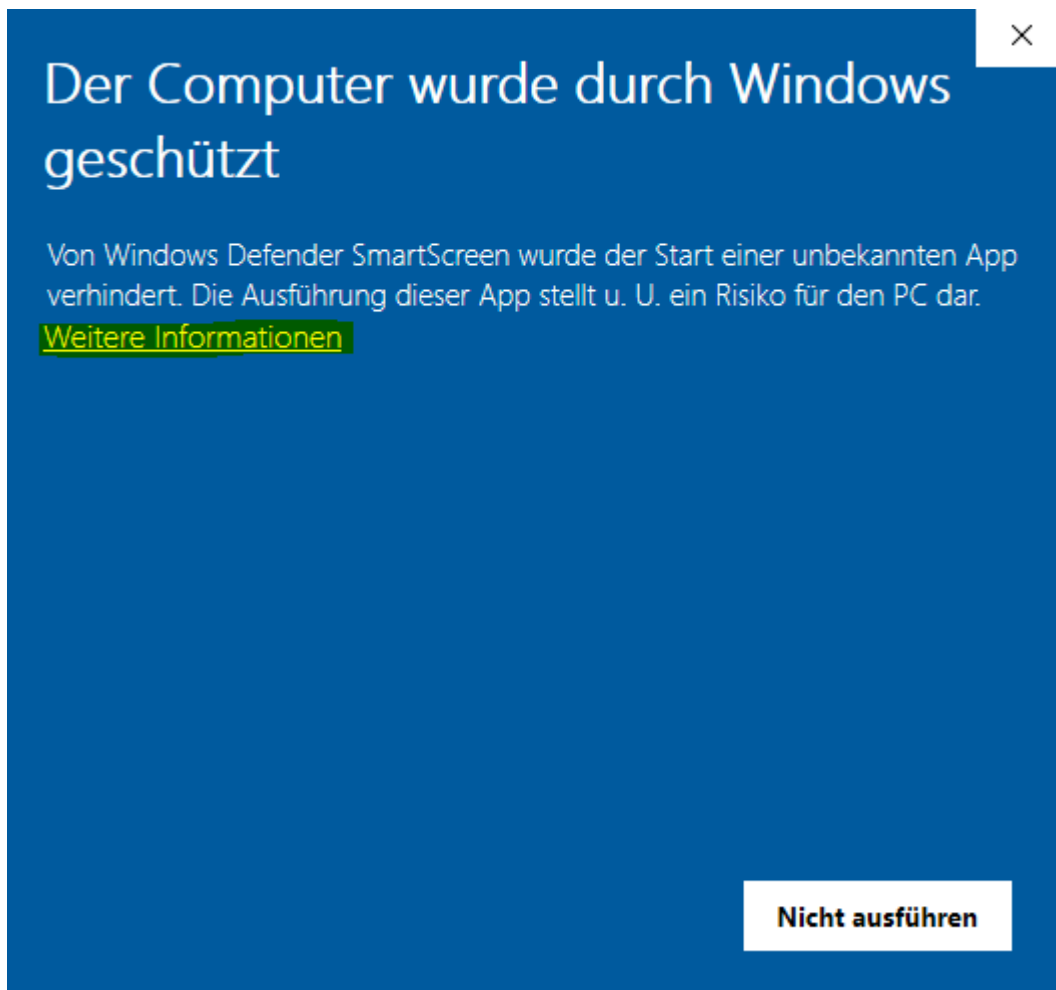 Der Computer wurde durch Windows
geschützt
Von Windows Defender SmartScreen wurde der Start einer unbekannten App
verhindert. Die Ausführung dieser App stellt u. U. ein Risiko für den PC dar.
Weitere Informationen
Nicht ausführen